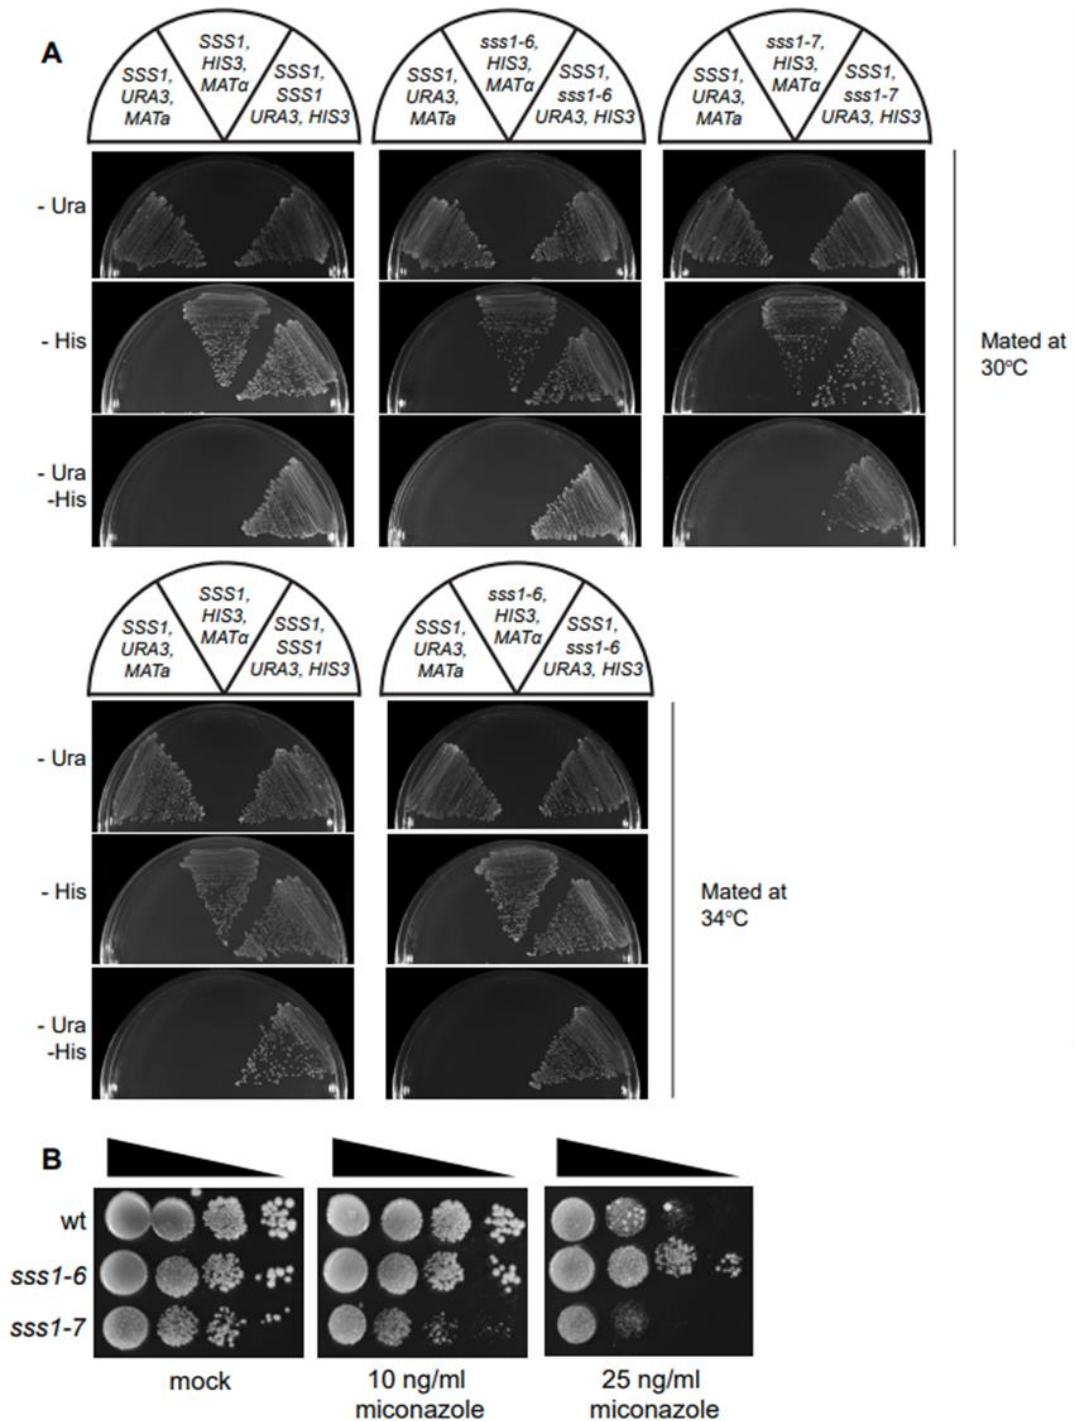 A
SSS1,
URA3,
MATa
SSS1,
HIS3,
MATα
SSS1,
SSS1
URA3, HIS3
SSS1,
URA3,
MATa
sss1-6,
HIS3,
MATα
SSS1,
sss1-6
URA3, HIS3
SSS1,
URA3,
MATa
sss1-7,
HIS3,
MATα
SSS1,
sss1-7
URA3, HIS3
- Ura
- His
- Ura
-His
Mated at
30°C
SSS1,
URA3,
MATa
SSS1,
HIS3,
MATα
SSS1,
SSS1
URA3, HIS3
SSS1,
URA3,
MATa
sss1-6,
HIS3,
MATα
SSS1,
sss1-6
URA3, HIS3
- Ura
- His
- Ura
-His
Mated at
34°C
B
wt
sss1-6
sss1-7
mock
10 ng/ml
miconazole
25 ng/ml
miconazole